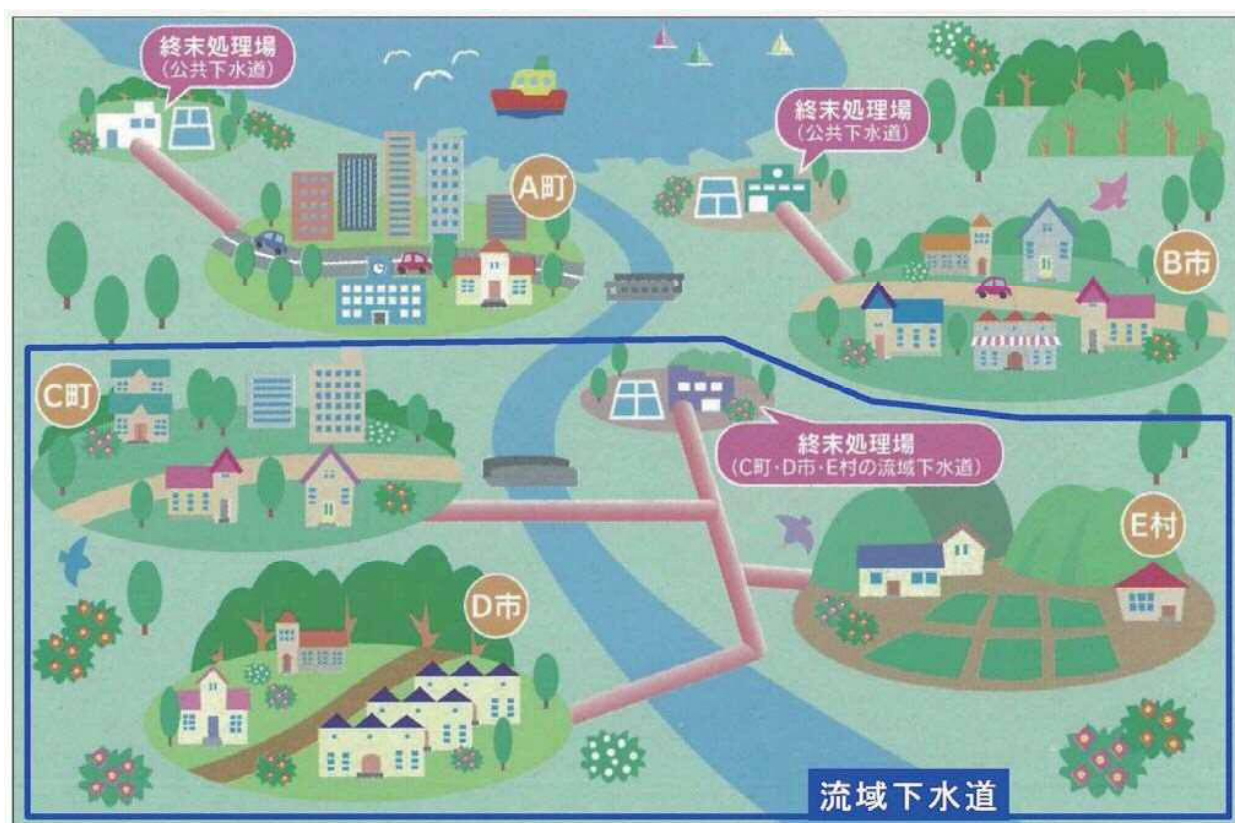 終末処理場
(公共下水道)
終末処理場
(公共下水道)
A町
B市
C町
終末処理場
(C町・D市・E村の流域下水道)
E村
D市
流域下水道